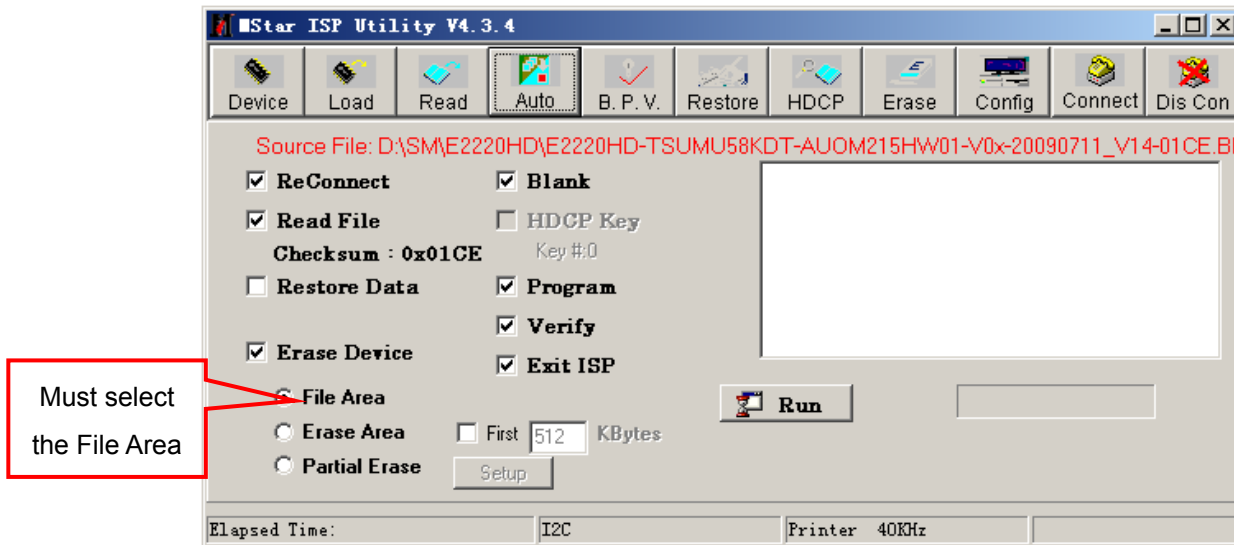 MStar ISP Utility V4.3.4
Device Load Read Auto B. P. V. Restore HDCP Erase Config Connect Dis Con
Source File: D:\SM\E2220HD\E2220HD-TSUMU58KDT-AUOM215HW01-V0x-20090711_V14-01CE.BI
ReConnect Blank
Read File HDCP Key
Checksum : 0x01CE Key #:0
Restore Data Program
Verify
Erase Device Exit ISP
Must select
the File Area
File Area
Run
Erase Area First 512 KBytes
Partial Erase Setup
Elapsed Time: I2C Printer 40KHz